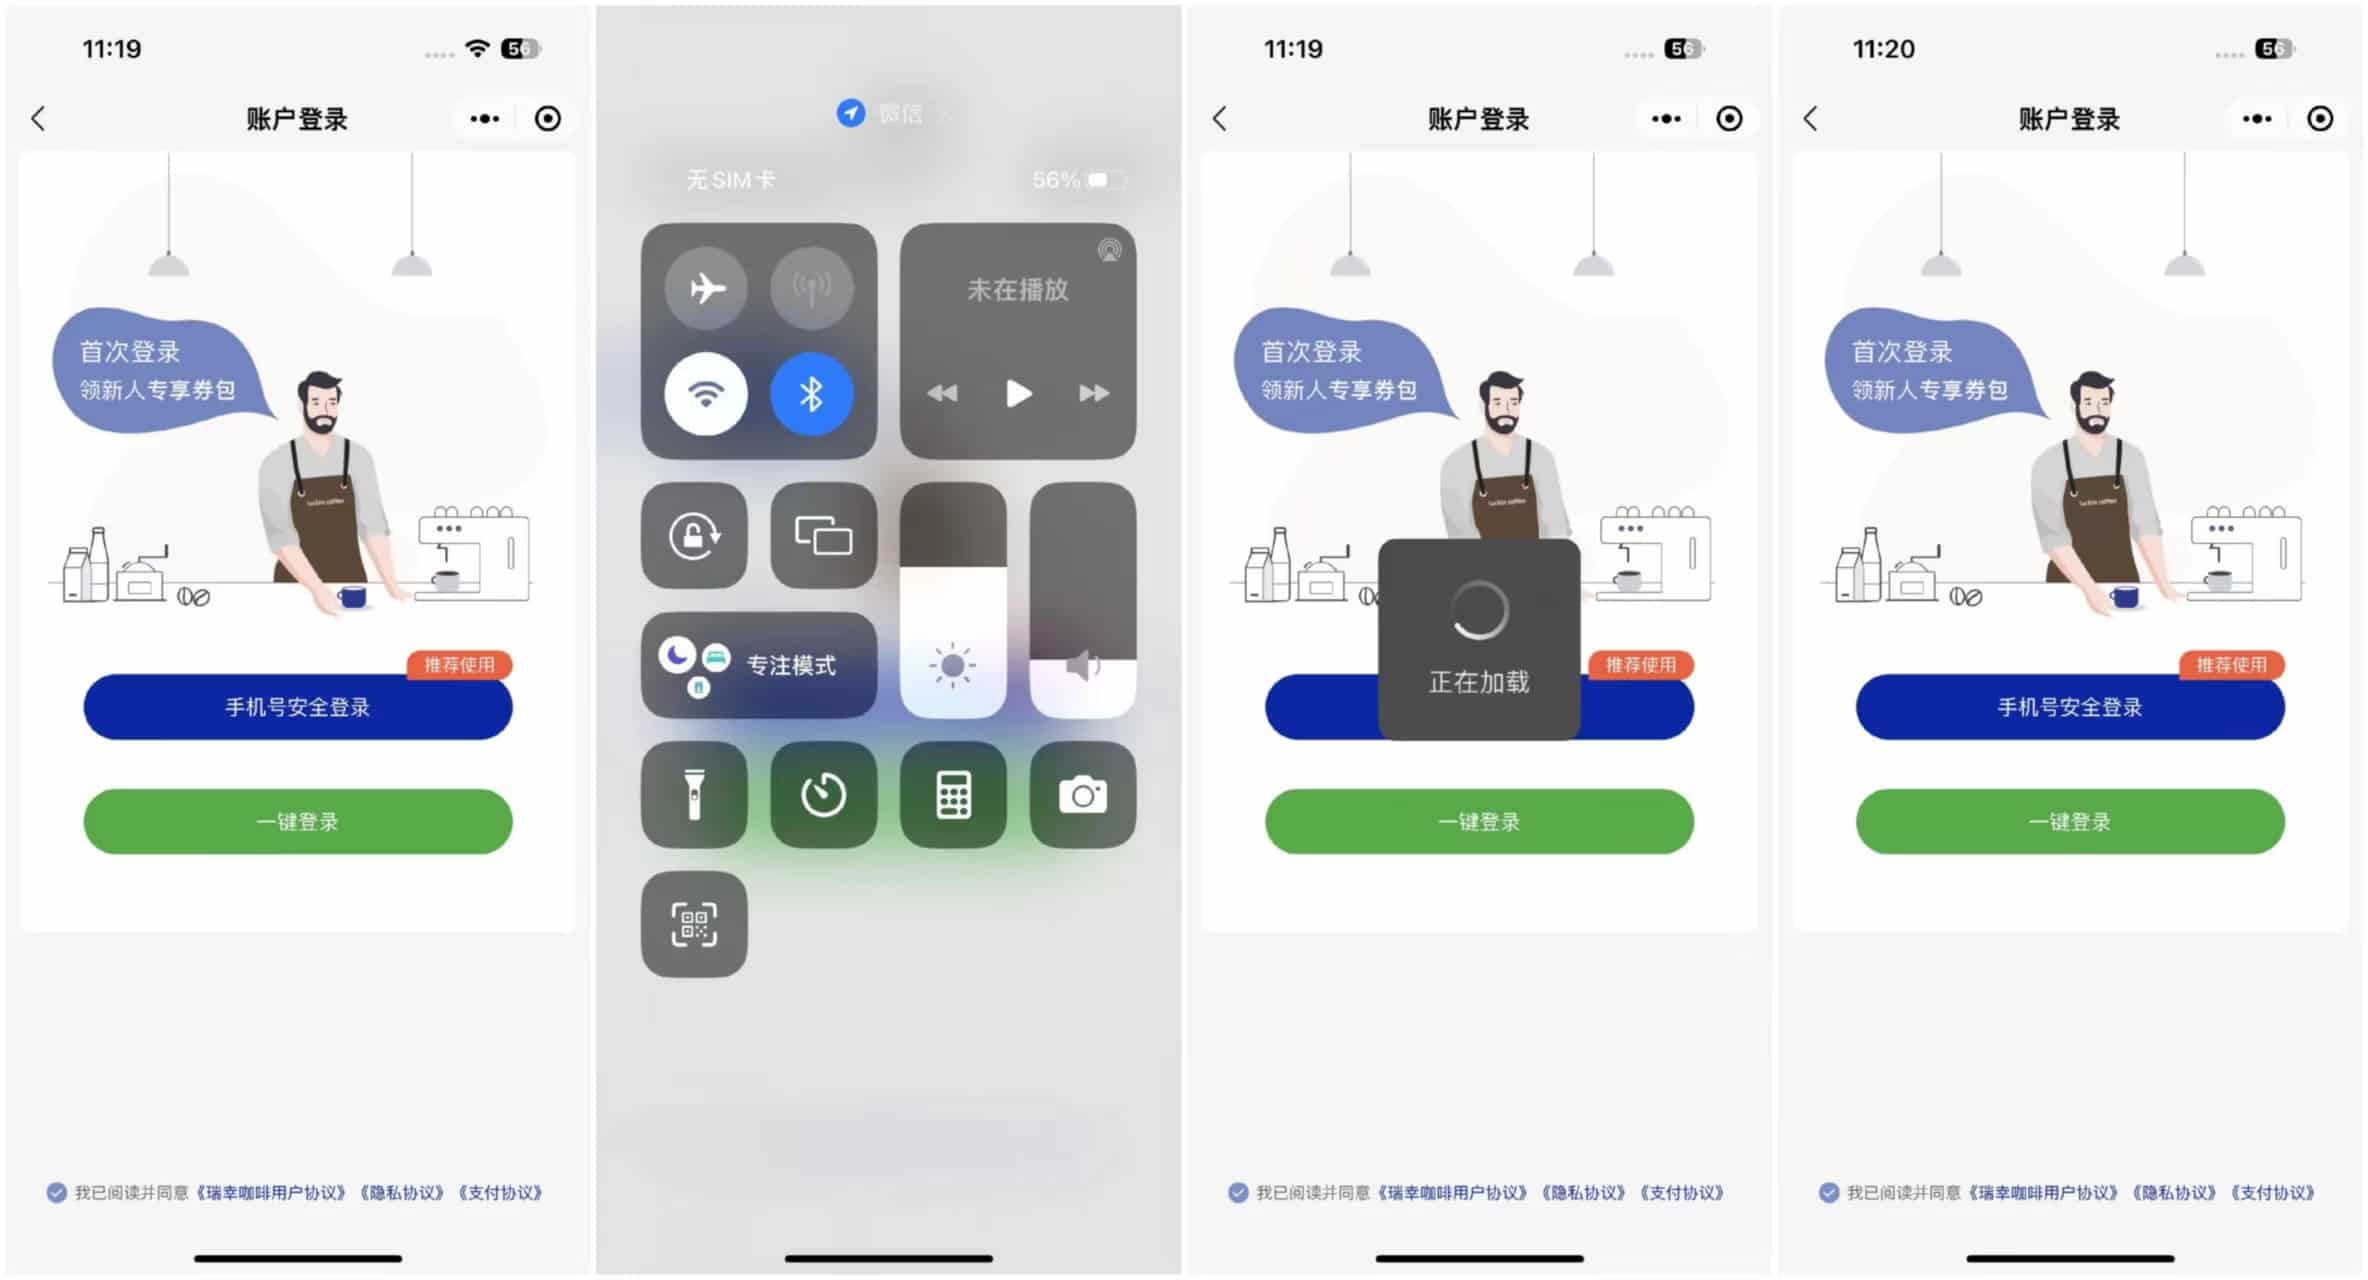 11:19
56
账户登录
首次登录
领新人专享券包
luckin coffee
推荐使用
手机号安全登录
一键登录
我已阅读并同意《瑞幸咖啡用户协议》《隐私协议》《支付协议》
微信
无SIM卡
56%
未在播放
专注模式
11:19
56
账户登录
首次登录
领新人专享券包
luckin coffee
正在加载
推荐使用
一键登录
我已阅读并同意《瑞幸咖啡用户协议》《隐私协议》《支付协议》
11:20
56
账户登录
首次登录
领新人专享券包
luckin coffee
推荐使用
手机号安全登录
一键登录
我已阅读并同意《瑞幸咖啡用户协议》《隐私协议》《支付协议》